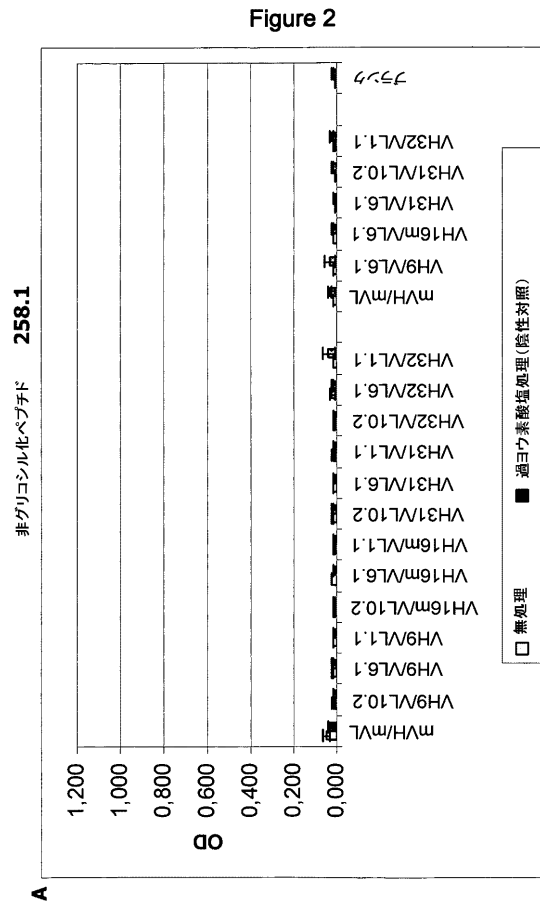 Figure 2
A
非グリコシル化ペプチド 258.1
OD
1,200
1,000
0,800
0,600
0,400
0,200
0,000
mVH/mVL
VH9/VL10.2
VH9/VL6.1
VH9/VL1.1
VH16m/VL10.2
VH16m/VL6.1
VH16m/VL1.1
VH31/VL10.2
VH31/VL6.1
VH31/VL1.1
VH32/VL10.2
VH32/VL6.1
VH32/VL1.1
mVH/mVL
VH9/VL6.1
VH16m/VL6.1
VH31/VL6.1
VH31/VL10.2
VH32/VL1.1
ブランク
無処理 過ヨウ素酸塩処理(陰性対照)